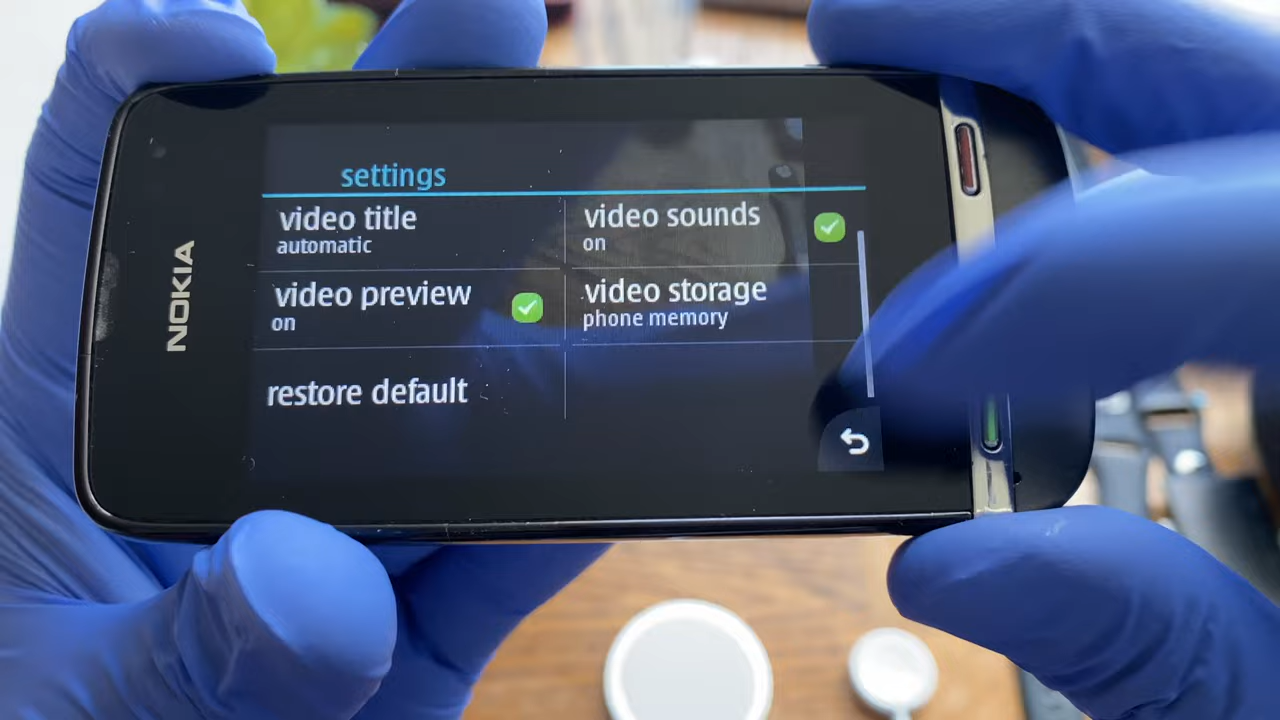 NOKIA
settings
video title
automatic
video sounds
on
video preview
on
video storage
phone memory
restore default